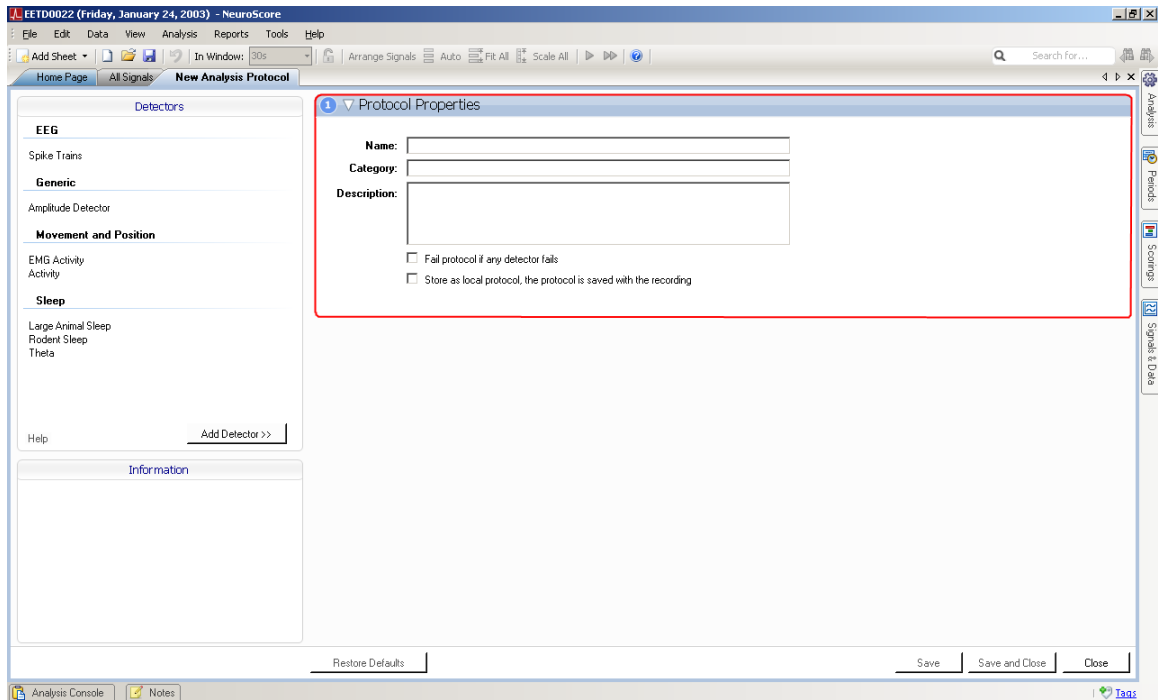 EETD0022 (Friday, January 24, 2003) - NeuroScore
File Edit Data View Analysis Reports Tools Help
Add Sheet In Window: 30s Arrange Signals Auto Fit All Scale All Search for...
Home Page All Signals New Analysis Protocol
Detectors
EEG
Spike Trains
Generic
Amplitude Detector
Movement and Position
EMG Activity
Activity
Sleep
Large Animal Sleep
Rodent Sleep
Theta
Help Add Detector >>
Information
1 Protocol Properties
Name:
Category:
Description:
Fail protocol if any detector fails
Store as local protocol, the protocol is saved with the recording
Analysis
Periods
Scorings
Signals & Data
Restore Defaults Save Save and Close Close
Analysis Console Notes Tags